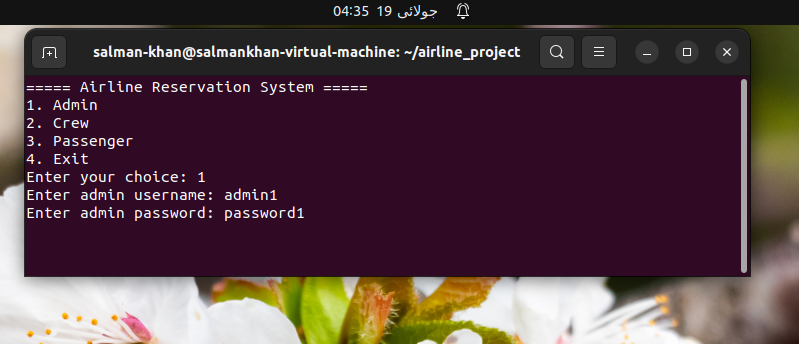 04:35 19 جولائی
salman-khan@salmankhan-virtual-machine: ~/airline_project
===== Airline Reservation System =====
1. Admin
2. Crew
3. Passenger
4. Exit
Enter your choice: 1
Enter admin username: admin1
Enter admin password: password1